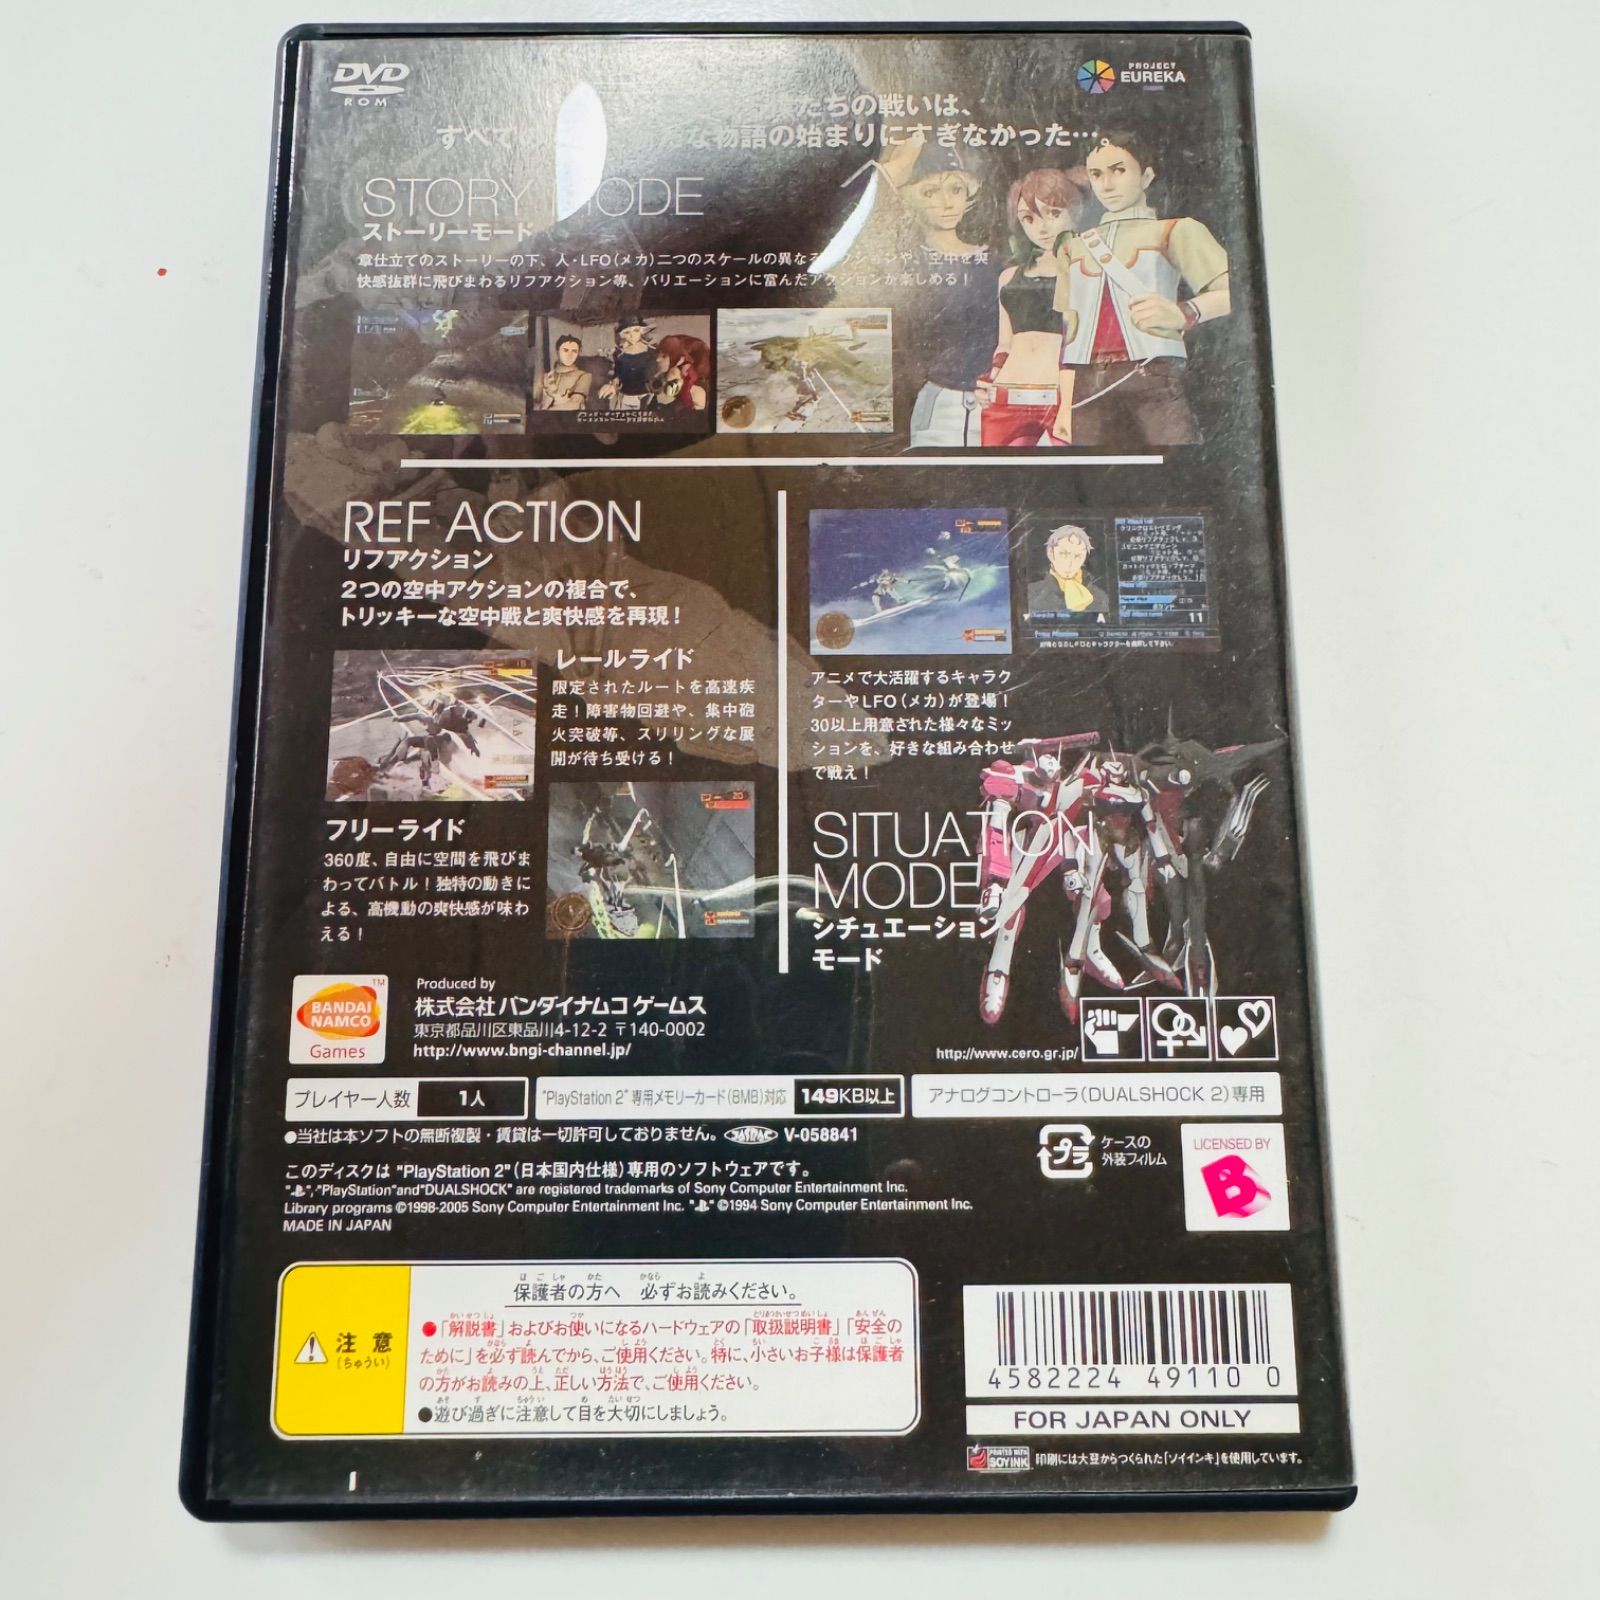 DVD
ROM
PROJECT
EUREKA
たちの戦いは、
すべての
な物語の始まりにすぎなかった…。
STORY MODE
ストーリーモード
章仕立てのストーリーの下、人・LFO(メカ)二つのスケールの異なるアクションや、空中を爽
快感抜群に飛びまわるリフアクション等、バリエーションに富んだアクションが楽しめる!
REF ACTION
リフアクション
2つの空中アクションの複合で、
トリッキーな空中戦と爽快感を再現!
レールライド
限定されたルートを高速疾
走!障害物回避や、集中砲
火突破等、スリリングな展
開が待ち受ける!
フリーライド
360度、自由に空間を飛びま
わってバトル!独特の動きに
よる、高機動の爽快感が味わ
える!
A
11
アニメで大活躍するキャラク
ターやLFO(メカ)が登場!
30以上用意された様々なミッ
ションを、好きな組み合わせ
で戦え!
SITUATION
MODE
シチュエーション
モード
BANDAI
NAMCO
Games
TM
Produced by
株式会社 バンダイナムコ ゲームス
東京都品川区東品川4-12-2 〒140-0002
http://www.bngi-channel.jp/
http://www.cero.gr.jp/
プレイヤー人数 1人
"PlayStation 2"専用メモリーカード(8MB)対応 149KB以上
アナログコントローラ(DUALSHOCK 2)専用
●当社は本ソフトの無断複製・賃貸は一切許可しておりません。 JASRAC V-058841
このディスクは "PlayStation 2"(日本国内仕様)専用のソフトウェアです。
"", "PlayStation"and"DUALSHOCK" are registered trademarks of Sony Computer Entertainment Inc.
Library programs ©1998-2005 Sony Computer Entertainment Inc. "" ©1994 Sony Computer Entertainment Inc.
MADE IN JAPAN
プラ
ケースの
外装フィルム
LICENSED BY
B
注意
(ちゅうい)
保護者の方へ 必ずお読みください。
●「解説書」およびお使いになるハードウェアの「取扱説明書」「安全の
ために」を必ず読んでから、ご使用ください。特に、小さいお子様は保護者
の方がお読みの上、正しい方法で、ご使用ください。
●遊び過ぎに注意して目を大切にしましょう。
4582224 49110 0
FOR JAPAN ONLY
PRINTED WITH
SOY INK
印刷には大豆からつくられた「ソイインキ」を使用しています。